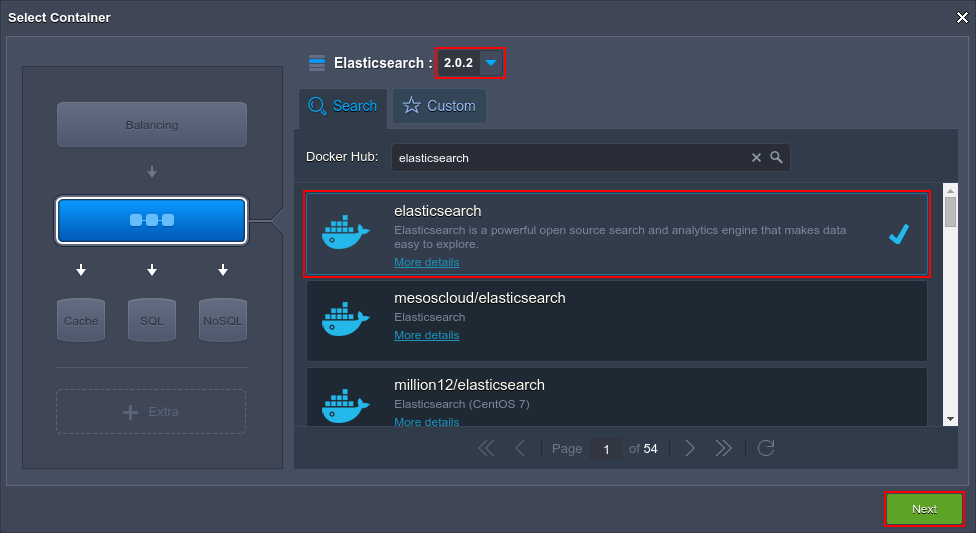 Select Container
Elasticsearch : 2.0.2
Search Custom
Docker Hub: elasticsearch
Balancing
Cache SQL NoSQL
Extra
elasticsearch
Elasticsearch is a powerful open source search and analytics engine that makes data
easy to explore.
More details
mesoscloud/elasticsearch
Elasticsearch
More details
million12/elasticsearch
Elasticsearch (CentOS 7)
More details
Page 1 of 54
Next